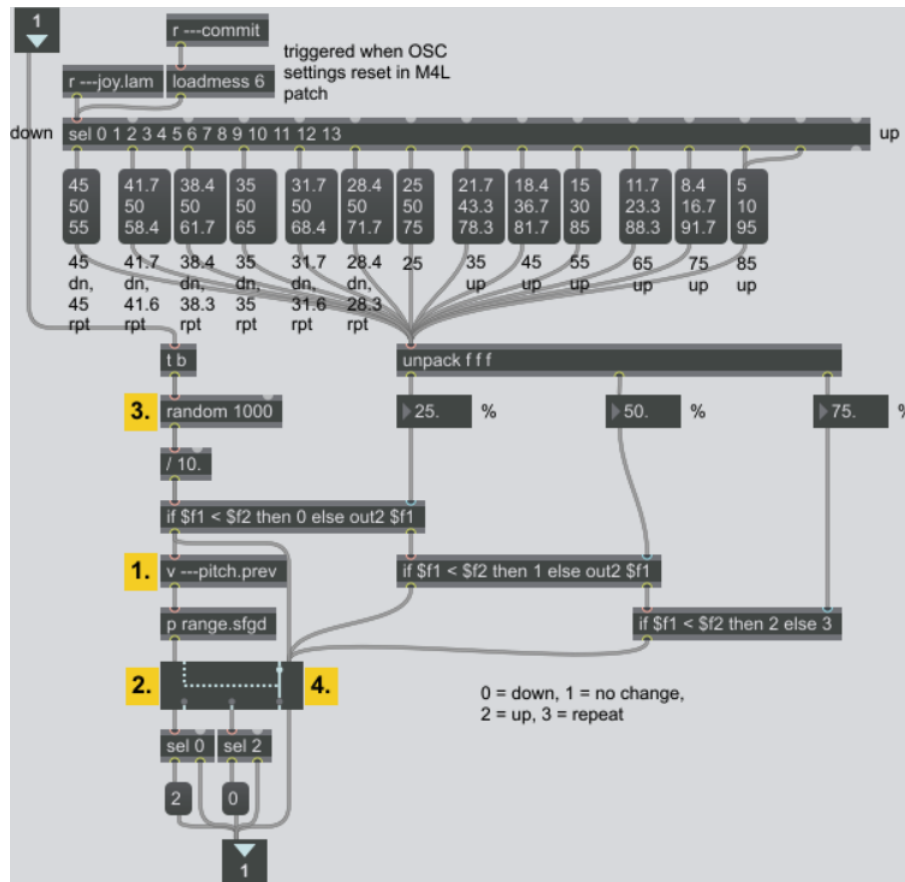 1
r ---commit
triggered when OSC
settings reset in M4L
patch
r ---joy.lam
loadmess 6
down
sel 0 1 2 3 4 5 6 7 8 9 10 11 12 13
up
45 41.7 38.4 35 31.7 28.4 25 21.7 18.4 15 11.7 8.4 5
50 50 50 50 50 50 50 43.3 36.7 30 23.3 16.7 10
55 58.4 61.7 65 68.4 71.7 75 78.3 81.7 85 88.3 91.7 95
45 41.7 38.4 35 31.7 28.4 25 35 45 55 65 75 85
dn, dn, dn, dn, dn, dn, up up up up up up
45 41.6 38.3 35 31.6 28.3
rpt rpt rpt rpt rpt rpt
t b
unpack f f f
3.
random 1000
25.
%
50.
%
75.
%
/ 10.
if $f1 < $f2 then 0 else out2 $f1
1.
v ---pitch.prev
if $f1 < $f2 then 1 else out2 $f1
p range.sfgd
if $f1 < $f2 then 2 else 3
2.
4.
0 = down, 1 = no change,
2 = up, 3 = repeat
sel 0
sel 2
2
0
1